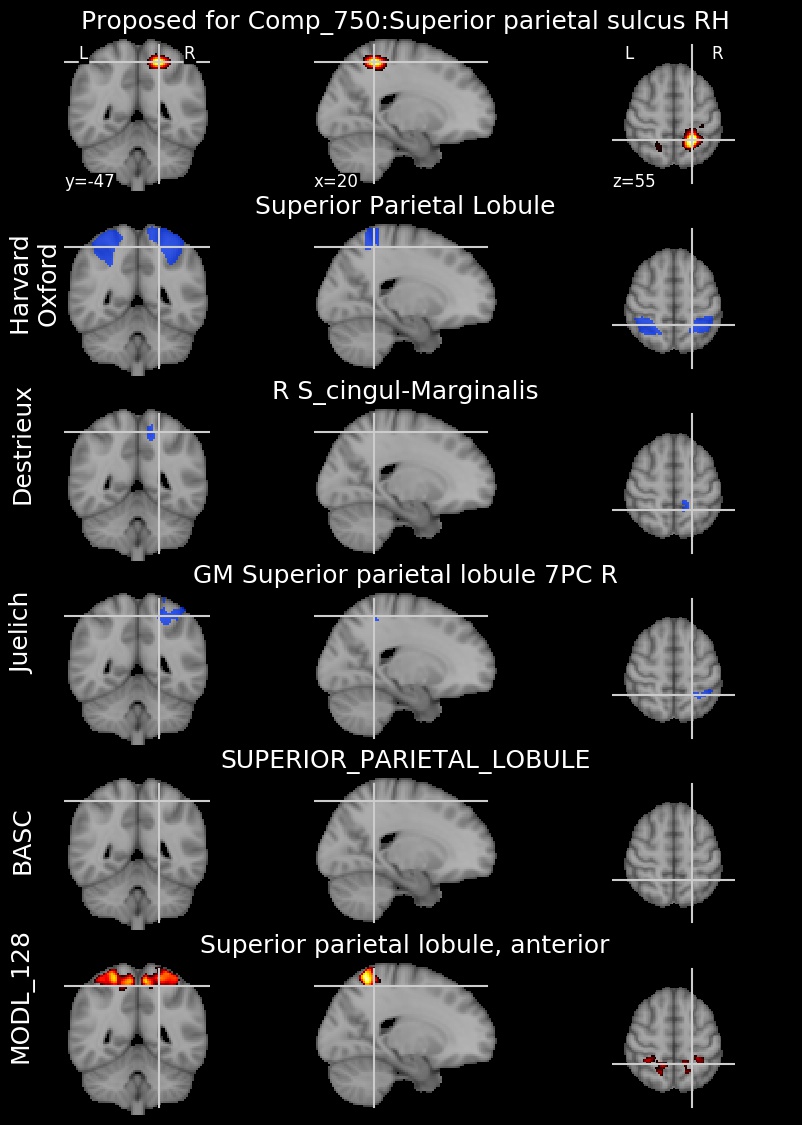 Proposed for Comp_750:Superior parietal sulcus RH
L R L R
y=-47 x=20 z=55
Superior Parietal Lobule
Harvard
Oxford
R S_cingul-Marginalis
Destrieux
GM Superior parietal lobule 7PC R
Juelich
SUPERIOR_PARIETAL_LOBULE
BASC
Superior parietal lobule, anterior
MODL_128